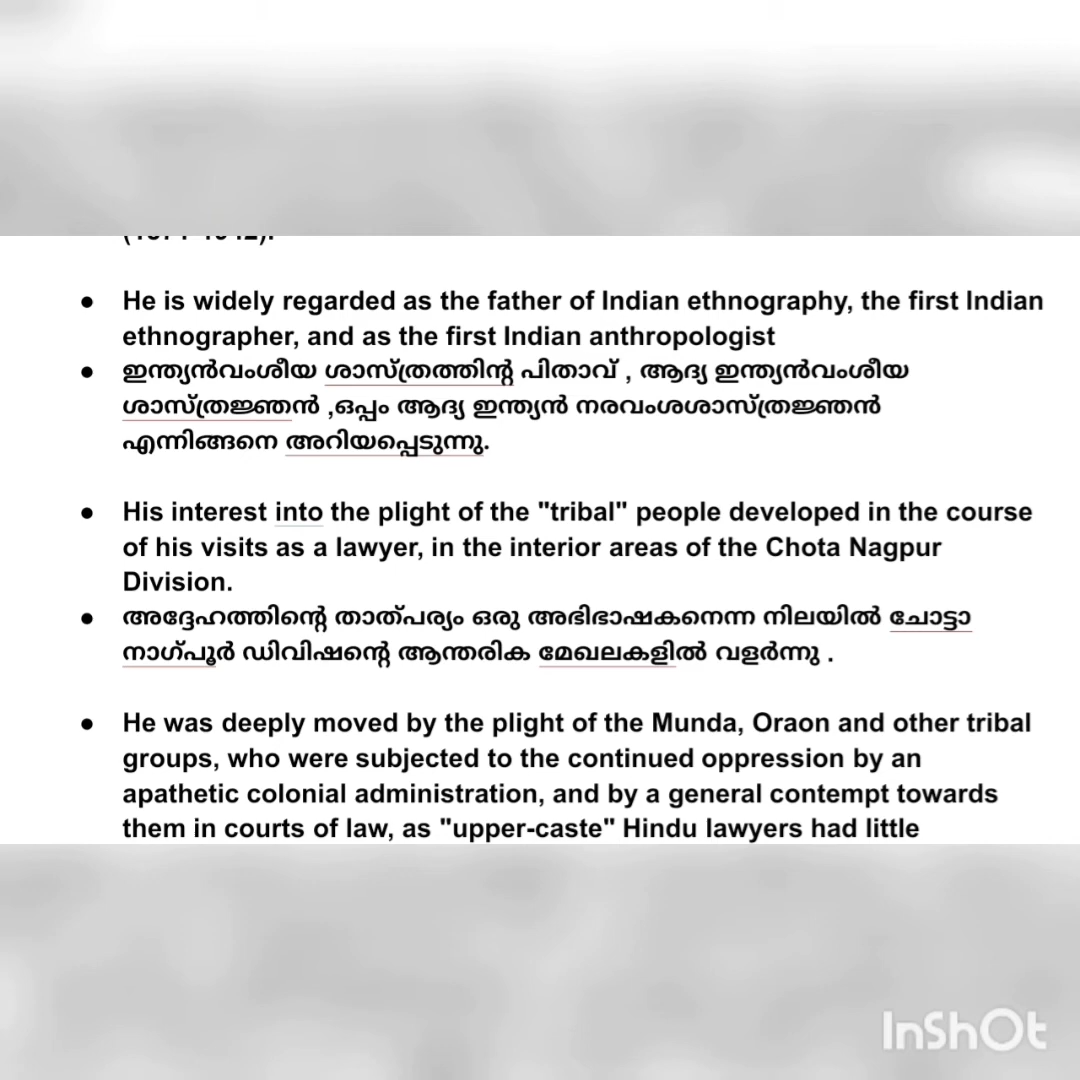 He is widely regarded as the father of Indian ethnography, the first Indian
ethnographer, and as the first Indian anthropologist
ഇന്ത്യൻവംശീയ ശാസ്ത്രത്തിന്റ പിതാവ് , ആദ്യ ഇന്ത്യൻവംശീയ
ശാസ്ത്രജ്ഞൻ ,ഒപ്പം ആദ്യ ഇന്ത്യൻ നരവംശശാസ്ത്രജ്ഞൻ
എന്നിങ്ങനെ അറിയപ്പെടുന്നു.
His interest into the plight of the "tribal" people developed in the course
of his visits as a lawyer, in the interior areas of the Chota Nagpur
Division.
അദ്ദേഹത്തിന്റെ താത്പര്യം ഒരു അഭിഭാഷകനെന്ന നിലയിൽ ചോട്ടാ
നാഗ്പൂർ ഡിവിഷന്റെ ആന്തരിക മേഖലകളിൽ വളർന്നു .
He was deeply moved by the plight of the Munda, Oraon and other tribal
groups, who were subjected to the continued oppression by an
apathetic colonial administration, and by a general contempt towards
them in courts of law, as "upper-caste" Hindu lawyers had little
InShOt